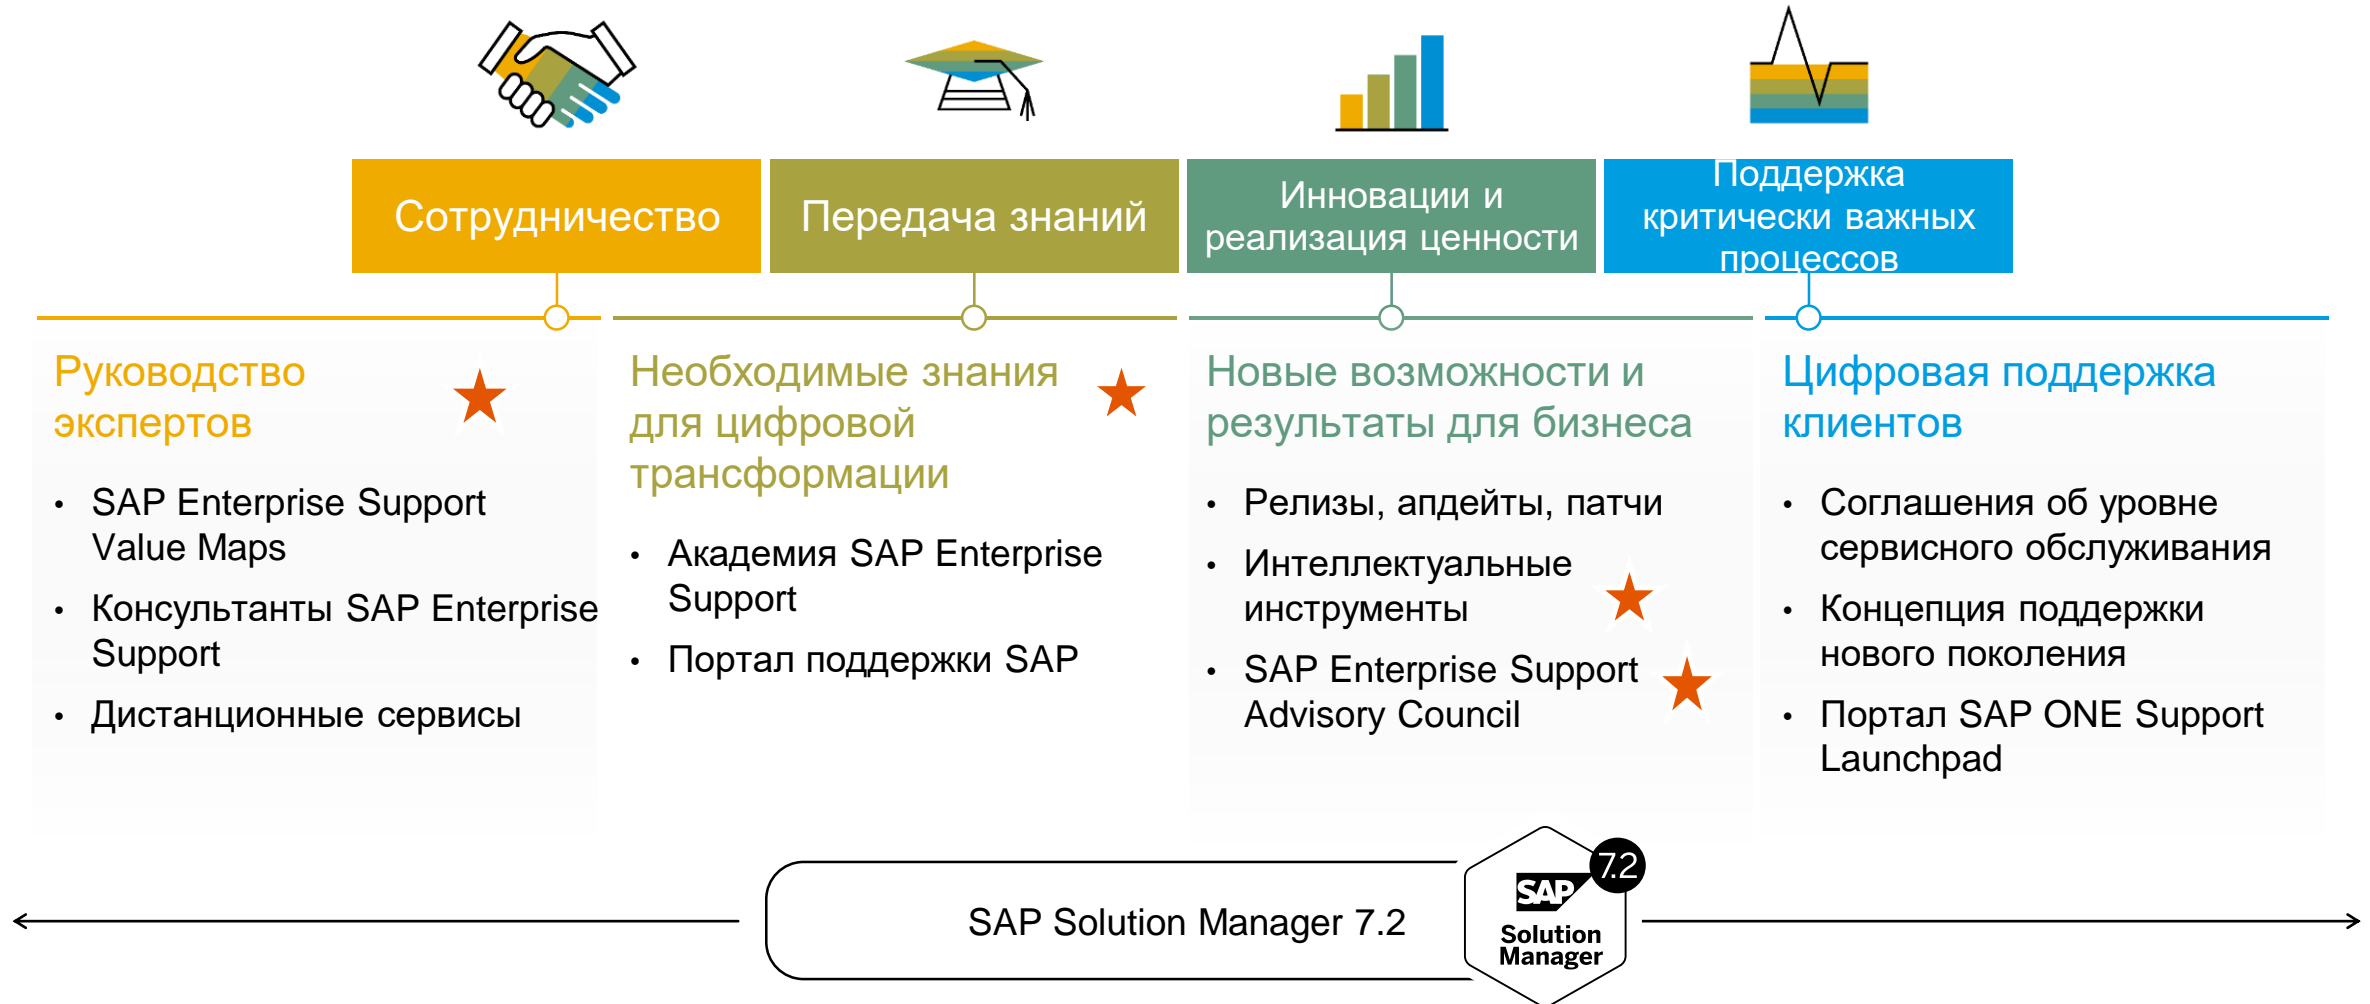 Сотрудничество
Передача знаний
Инновации и
реализация ценности
Поддержка
критически важных
процессов
Руководство
экспертов
• SAP Enterprise Support
Value Maps
• Консультанты SAP Enterprise
Support
• Дистанционные сервисы
Необходимые знания
для цифровой
трансформации
• Академия SAP Enterprise
Support
• Портал поддержки SAP
Новые возможности и
результаты для бизнеса
• Релизы, апдейты, патчи
• Интеллектуальные
инструменты
• SAP Enterprise Support
Advisory Council
Цифровая поддержка
клиентов
• Соглашения об уровне
сервисного обслуживания
• Концепция поддержки
нового поколения
• Портал SAP ONE Support
Launchpad
SAP Solution Manager 7.2
7.2
SAP
Solution
Manager